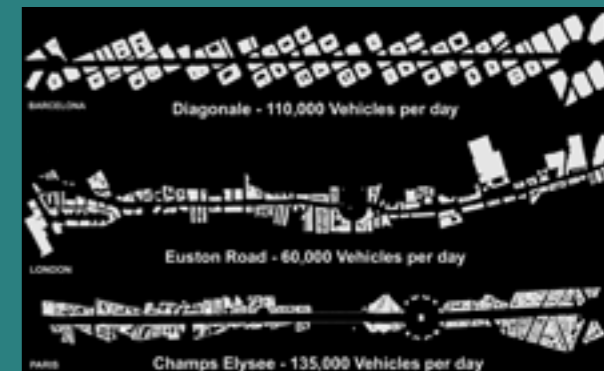 BARCELONA
Diagonale - 110,000 Vehicles per day
Euston Road - 60,000 Vehicles per day
LONDON
PARIS
Champs Elysee - 135,000 Vehicles per day